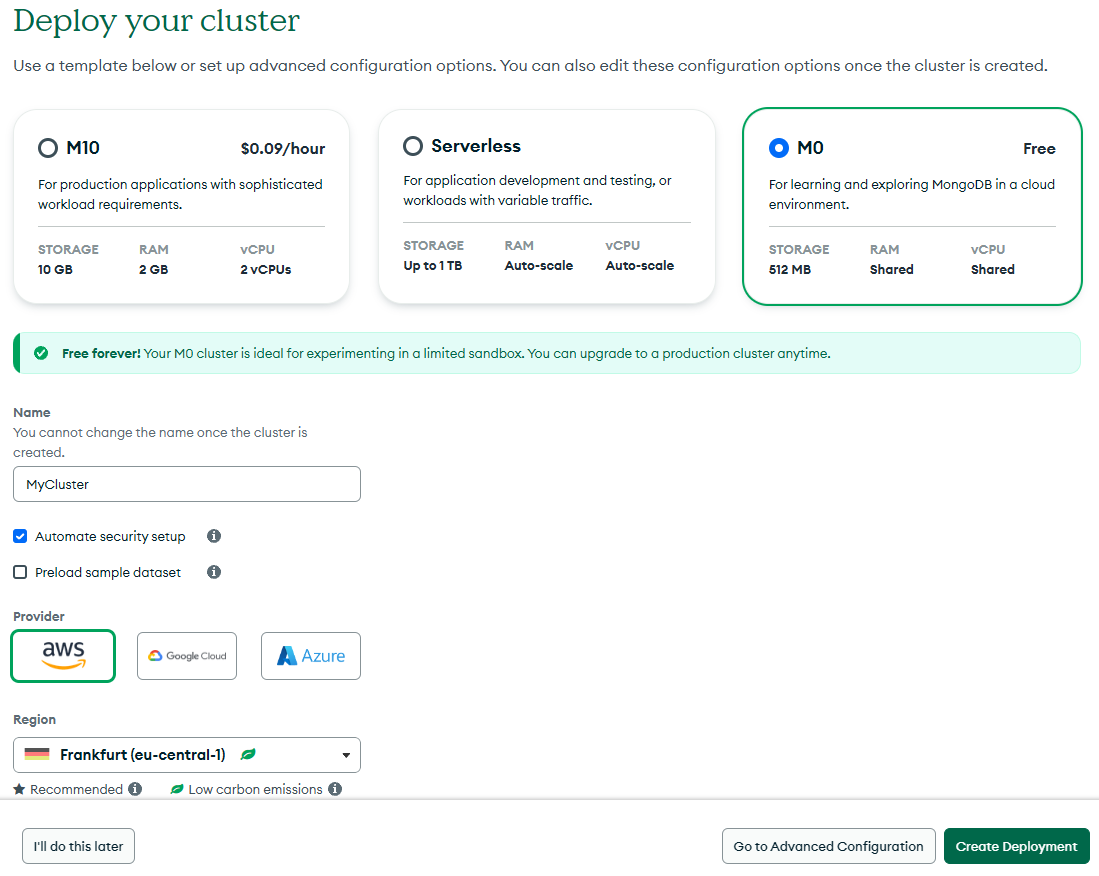 Deploy your cluster
Use a template below or set up advanced configuration options. You can also edit these configuration options once the cluster is created.
M10 $0.09/hour
For production applications with sophisticated
workload requirements.
STORAGE RAM vCPU
10 GB 2 GB 2 vCPUs
Serverless
For application development and testing, or
workloads with variable traffic.
STORAGE RAM vCPU
Up to 1 TB Auto-scale Auto-scale
M0 Free
For learning and exploring MongoDB in a cloud
environment.
STORAGE RAM vCPU
512 MB Shared Shared
Free forever! Your M0 cluster is ideal for experimenting in a limited sandbox. You can upgrade to a production cluster anytime.
Name
You cannot change the name once the cluster is
created.
MyCluster
Automate security setup
Preload sample dataset
Provider
aws Google Cloud Azure
Region
Frankfurt (eu-central-1)
Recommended Low carbon emissions
I'll do this later Go to Advanced Configuration Create Deployment